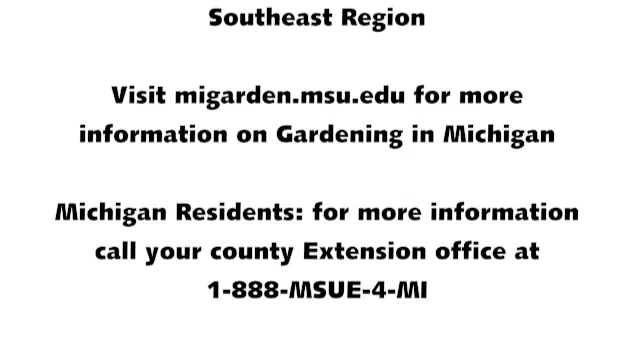 Southeast Region
Visit migarden.msu.edu for more
information on Gardening in Michigan
Michigan Residents: for more information
call your county Extension office at
1-888-MSUE-4-MI